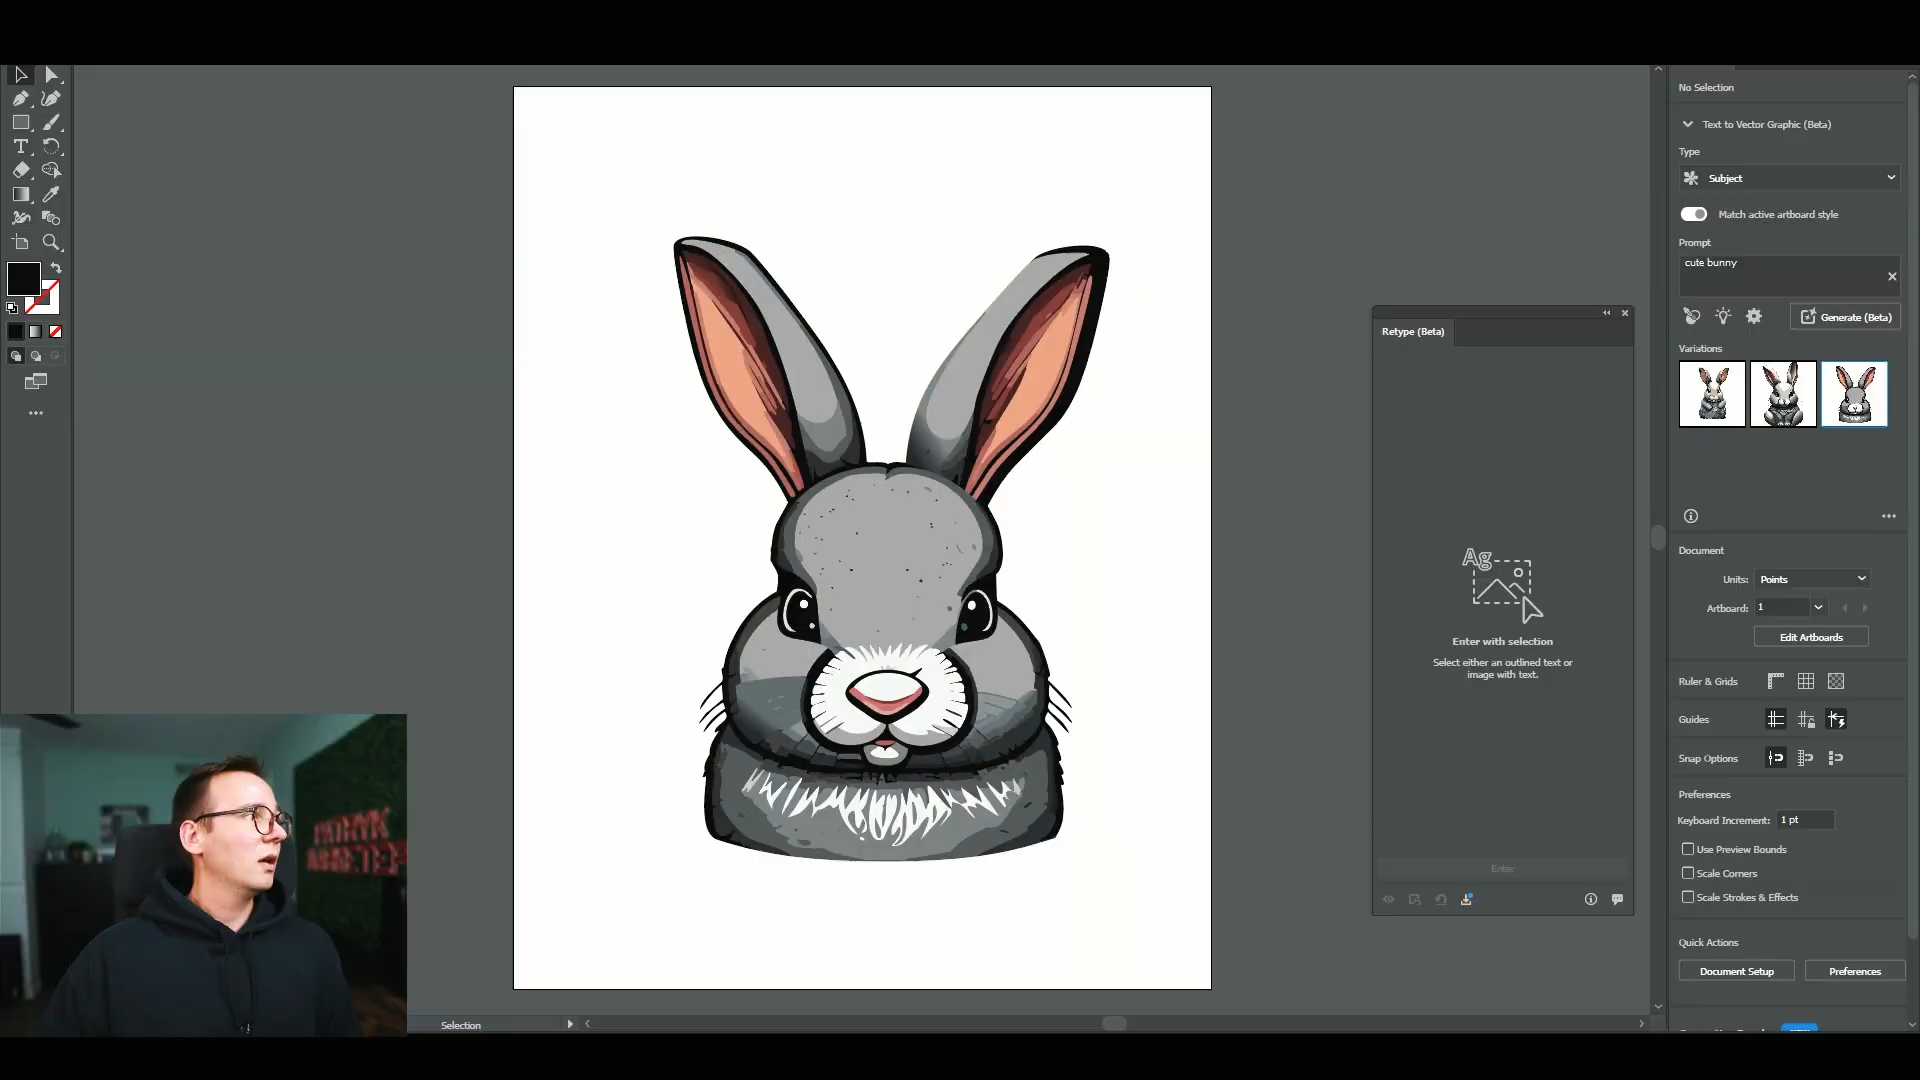 No Selection
Text to Vector Graphic (Beta)
Type
Subject
Match active artboard style
Prompt
cute bunny
Generate (Beta)
Variations
Retype (Beta)
Ag
Enter with selection
Select either an outlined text or
image with text.
Enter
Document
Units: Points
Artboard: 1
Edit Artboards
Ruler & Grids
Guides
Snap Options
Preferences
Keyboard Increment: 1 pt
Use Preview Bounds
Scale Corners
Scale Strokes & Effects
Quick Actions
Document Setup
Preferences
Selection